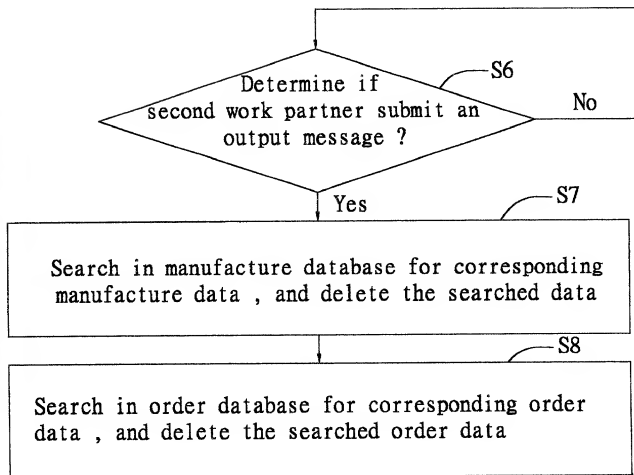 Determine if
second work partner submit an
output message ?
S6
No
Yes
S7
Search in manufacture database for corresponding
manufacture data , and delete the searched data
S8
Search in order database for corresponding order
data , and delete the searched order data